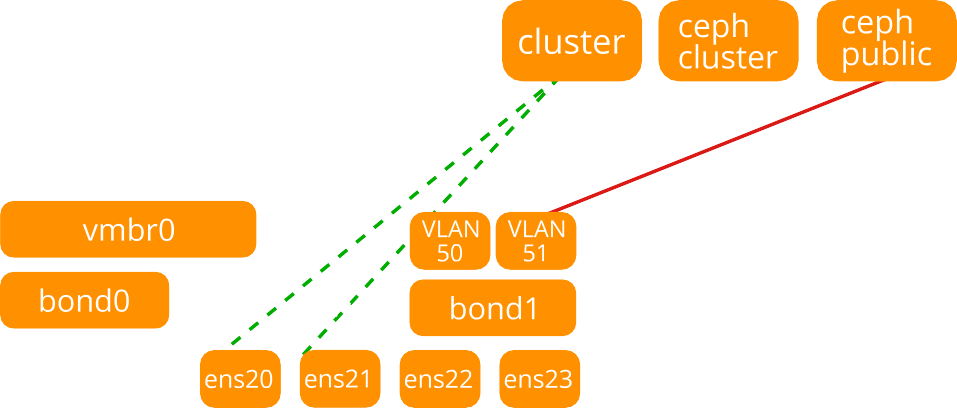 cluster
ceph
cluster
ceph
public
vmbr0
VLAN
50
VLAN
51
bond0
bond1
ens20
ens21
ens22
ens23